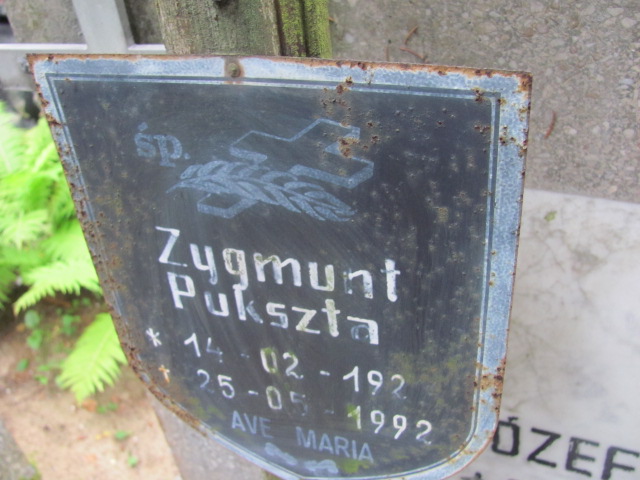 śp.
Zygmunt
Pukszta
* 14-02-192
† 25-05-1992
AVE MARIA
ÓZEF